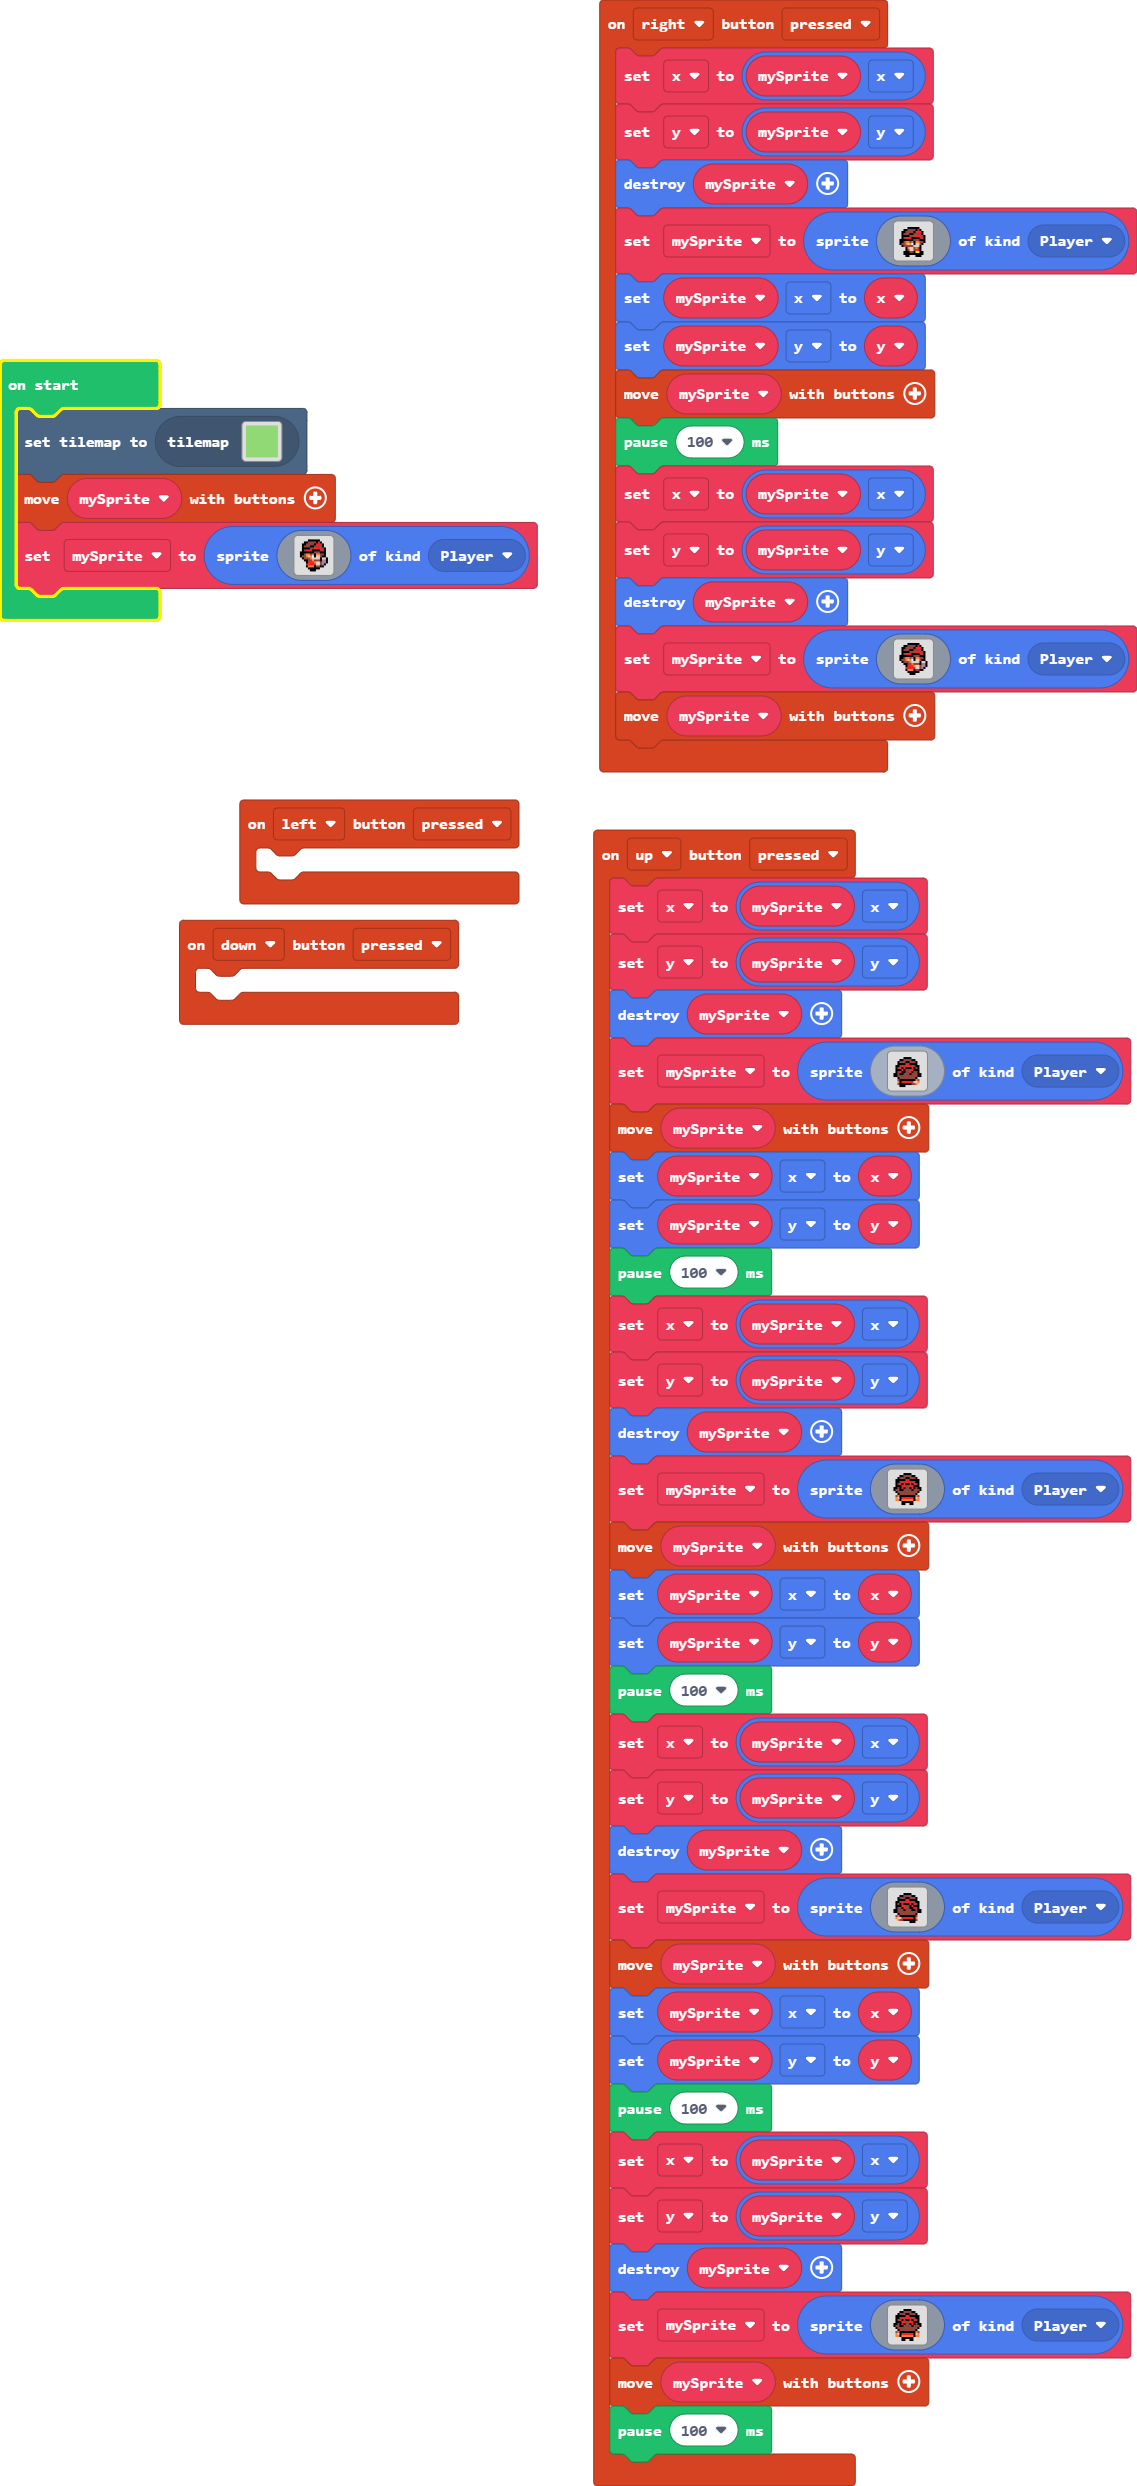 on start
set tilemap to tilemap
move mySprite with buttons
set mySprite to sprite of kind Player
on right button pressed
set x to mySprite x
set y to mySprite y
destroy mySprite
set mySprite to sprite of kind Player
set mySprite x to x
set mySprite y to y
move mySprite with buttons
pause 100 ms
set x to mySprite x
set y to mySprite y
destroy mySprite
set mySprite to sprite of kind Player
move mySprite with buttons
on left button pressed
on down button pressed
on up button pressed
set x to mySprite x
set y to mySprite y
destroy mySprite
set mySprite to sprite of kind Player
move mySprite with buttons
set mySprite x to x
set mySprite y to y
pause 100 ms
set x to mySprite x
set y to mySprite y
destroy mySprite
set mySprite to sprite of kind Player
move mySprite with buttons
set mySprite x to x
set mySprite y to y
pause 100 ms
set x to mySprite x
set y to mySprite y
destroy mySprite
set mySprite to sprite of kind Player
move mySprite with buttons
set mySprite x to x
set mySprite y to y
pause 100 ms
set x to mySprite x
set y to mySprite y
destroy mySprite
set mySprite to sprite of kind Player
move mySprite with buttons
pause 100 ms